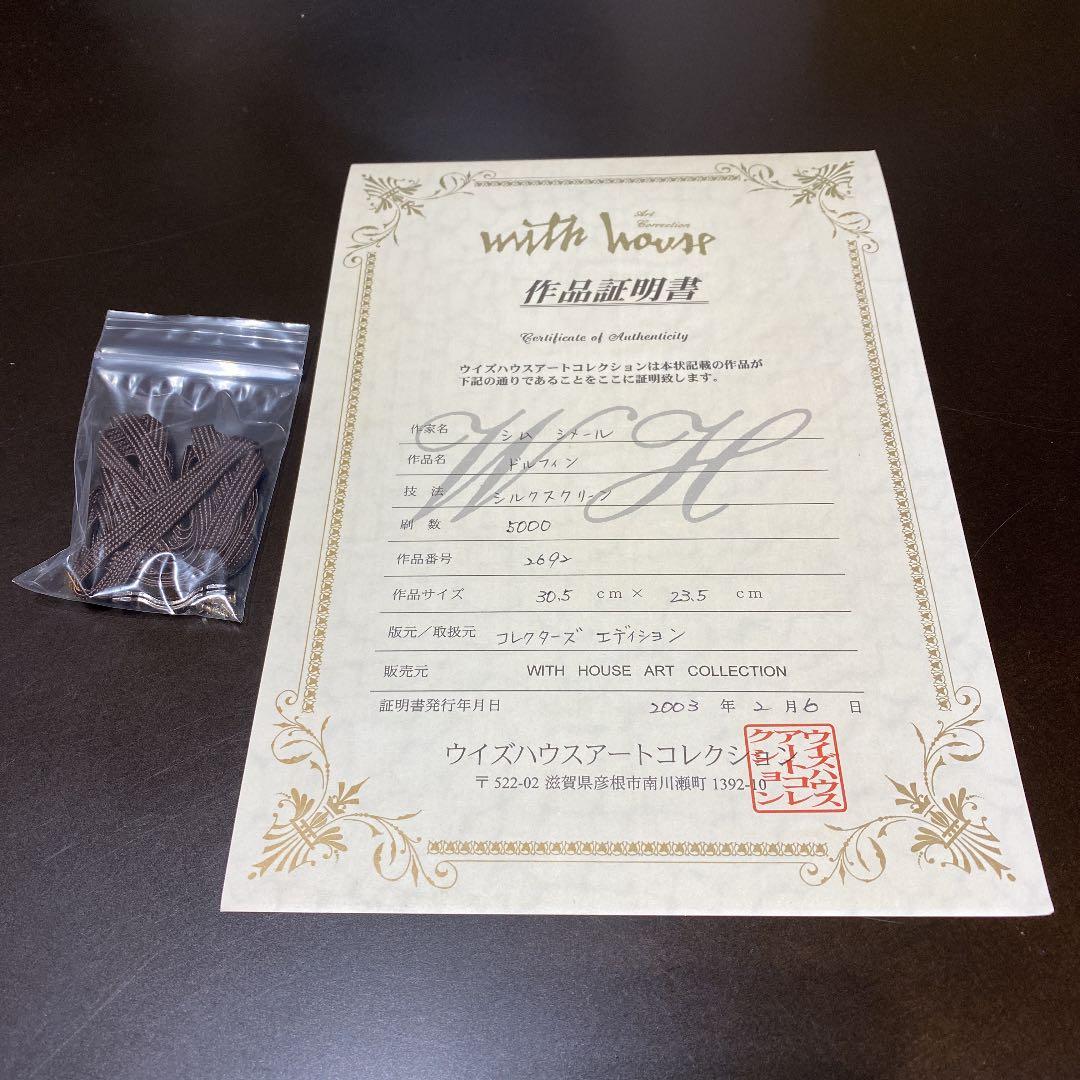 Art
Correction
with house
作品証明書
Certificate of Authenticity
ウイズハウスアートコレクションは本状記載の作品が
下記の通りであることをここに証明致します。
WH
作家名 シム シメール
作品名 ドルフィン
技 法 シルクスクリーン
刷 数 5000
作品番号 2692
作品サイズ 30.5 cm × 23.5 cm
版元/取扱元 コレクターズ エディション
販売元 WITH HOUSE ART COLLECTION
証明書発行年月日 2003 年 2 月 6 日
ウイズハウスアートコレクション
〒522-02 滋賀県彦根市南川瀬町 1392-10
ウイズハウス
アートコレ
クション